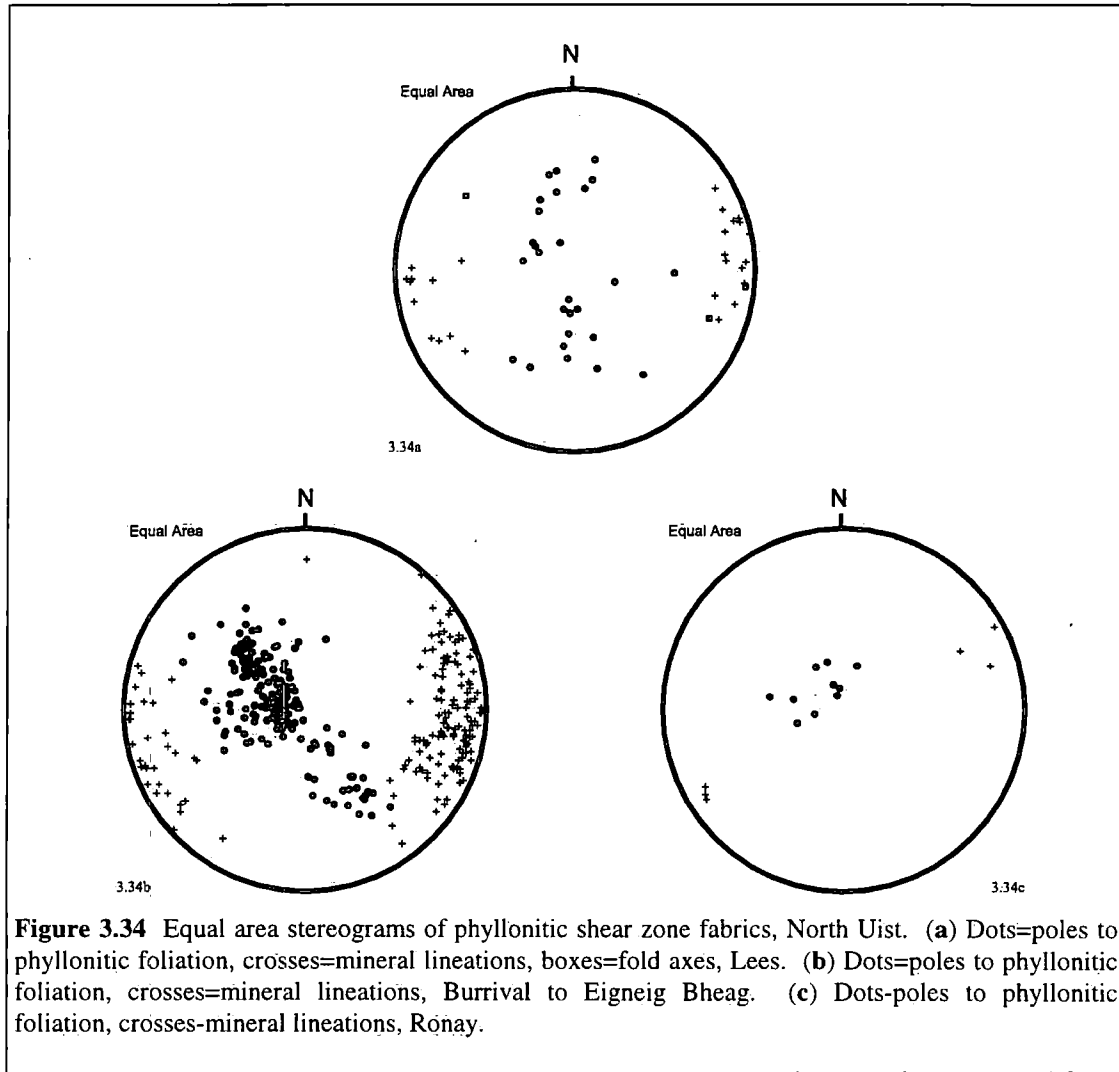 N
Equal Area
3.34a
N
Equal Area
3.34b
N
Equal Area
3.34c
Figure 3.34 Equal area stereograms of phyllonitic shear zone fabrics, North Uist. (a) Dots=poles to
phyllonitic foliation, crosses=mineral lineations, boxes=fold axes, Lees. (b) Dots=poles to phyllonitic
foliation, crosses=mineral lineations, Burrival to Eigneig Bheag. (c) Dots-poles to phyllonitic
foliation, crosses-mineral lineations, Ronay.